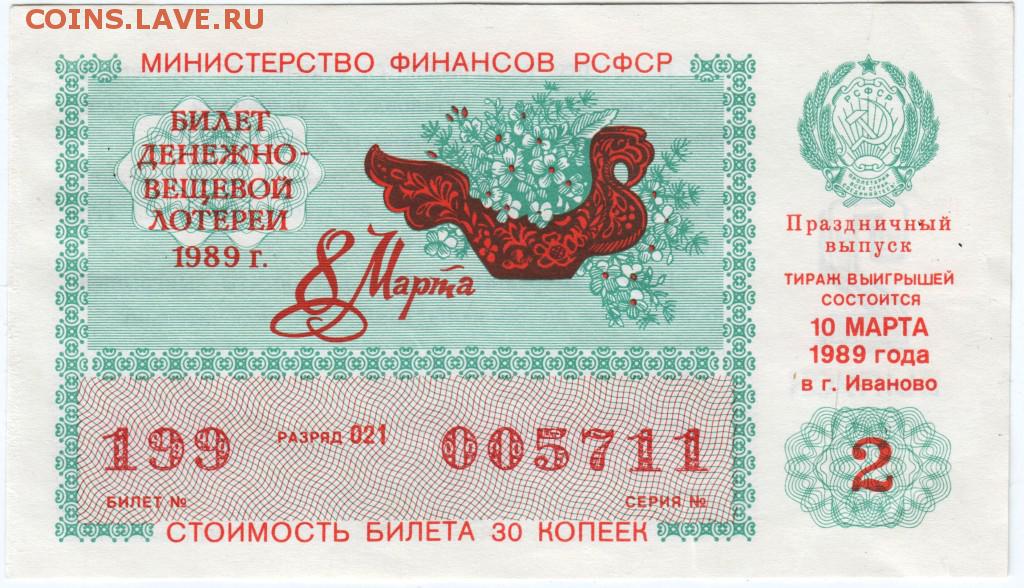 COINS.LAVE.RU
МИНИСТЕРСТВО ФИНАНСОВ РСФСР
БИЛЕТ
ДЕНЕЖНО-
ВЕЩЕВОЙ
ЛОТЕРЕИ
1989 г.
8 Марта
РСФСР
Праздничный
выпуск
ТИРАЖ ВЫИГРЫШЕЙ
СОСТОИТСЯ
10 МАРТА
1989 года
в г. Иваново
199
РАЗРЯД 021
005711
2
БИЛЕТ №
СЕРИЯ №
СТОИМОСТЬ БИЛЕТА 30 КОПЕЕК